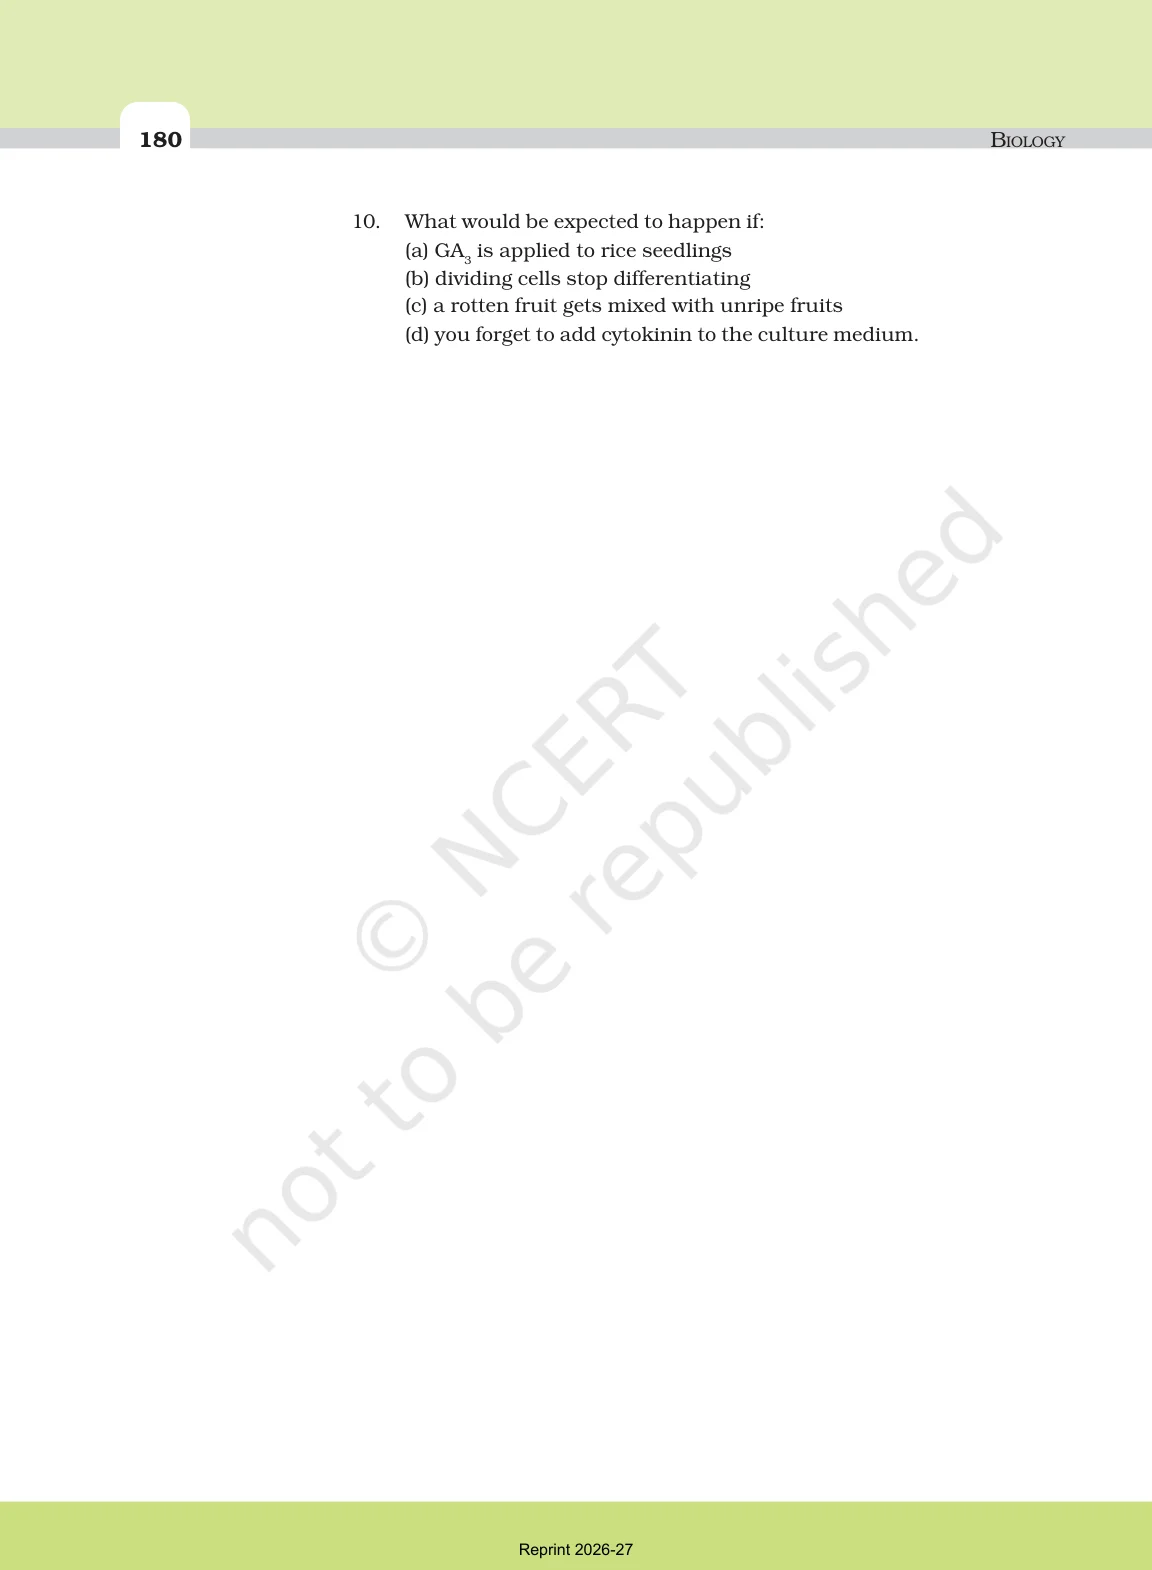 180
BIOLOGY
10. What would be expected to happen if:
(a) GA3 is applied to rice seedlings
(b) dividing cells stop differentiating
(c) a rotten fruit gets mixed with unripe fruits
(d) you forget to add cytokinin to the culture medium.
© NCERT
not to be republished
Reprint 2026-27